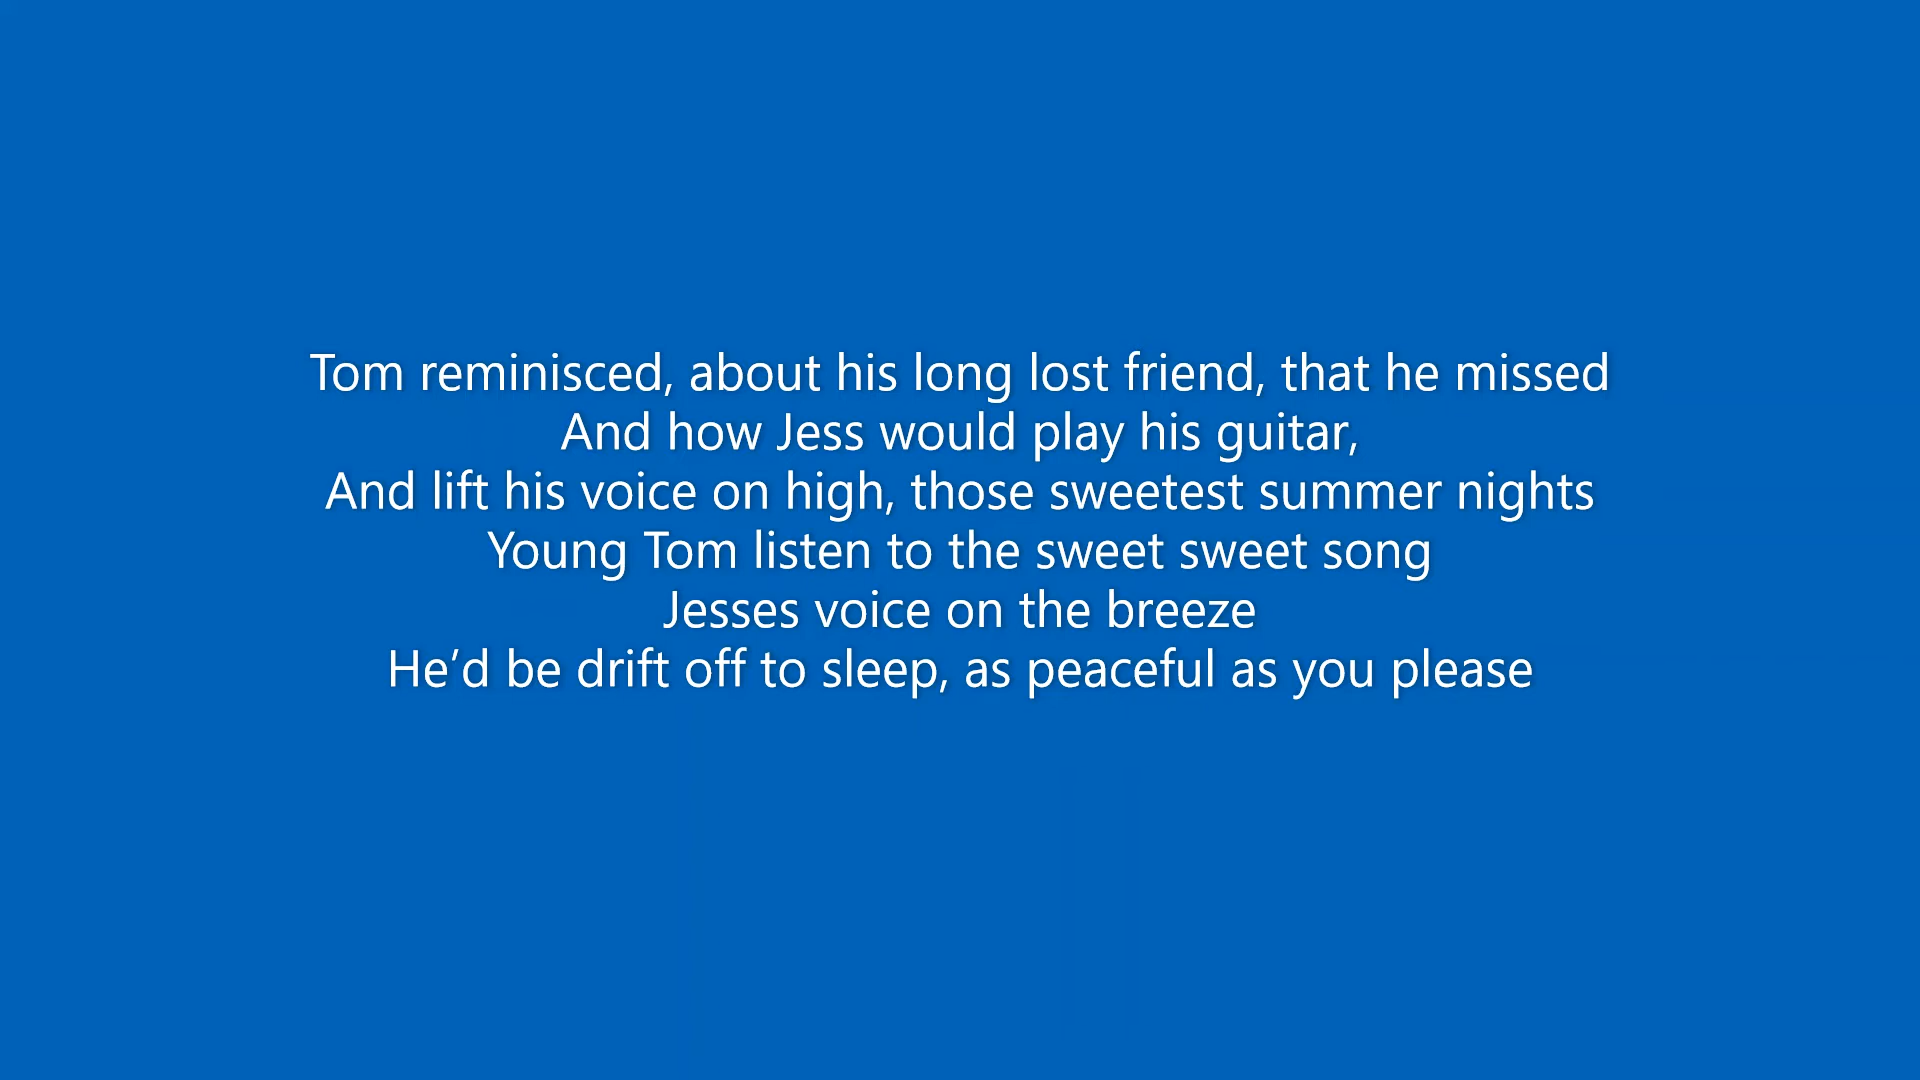 Tom reminisced, about his long lost friend, that he missed
And how Jess would play his guitar,
And lift his voice on high, those sweetest summer nights
Young Tom listen to the sweet sweet song
Jesses voice on the breeze
He’d be drift off to sleep, as peaceful as you please